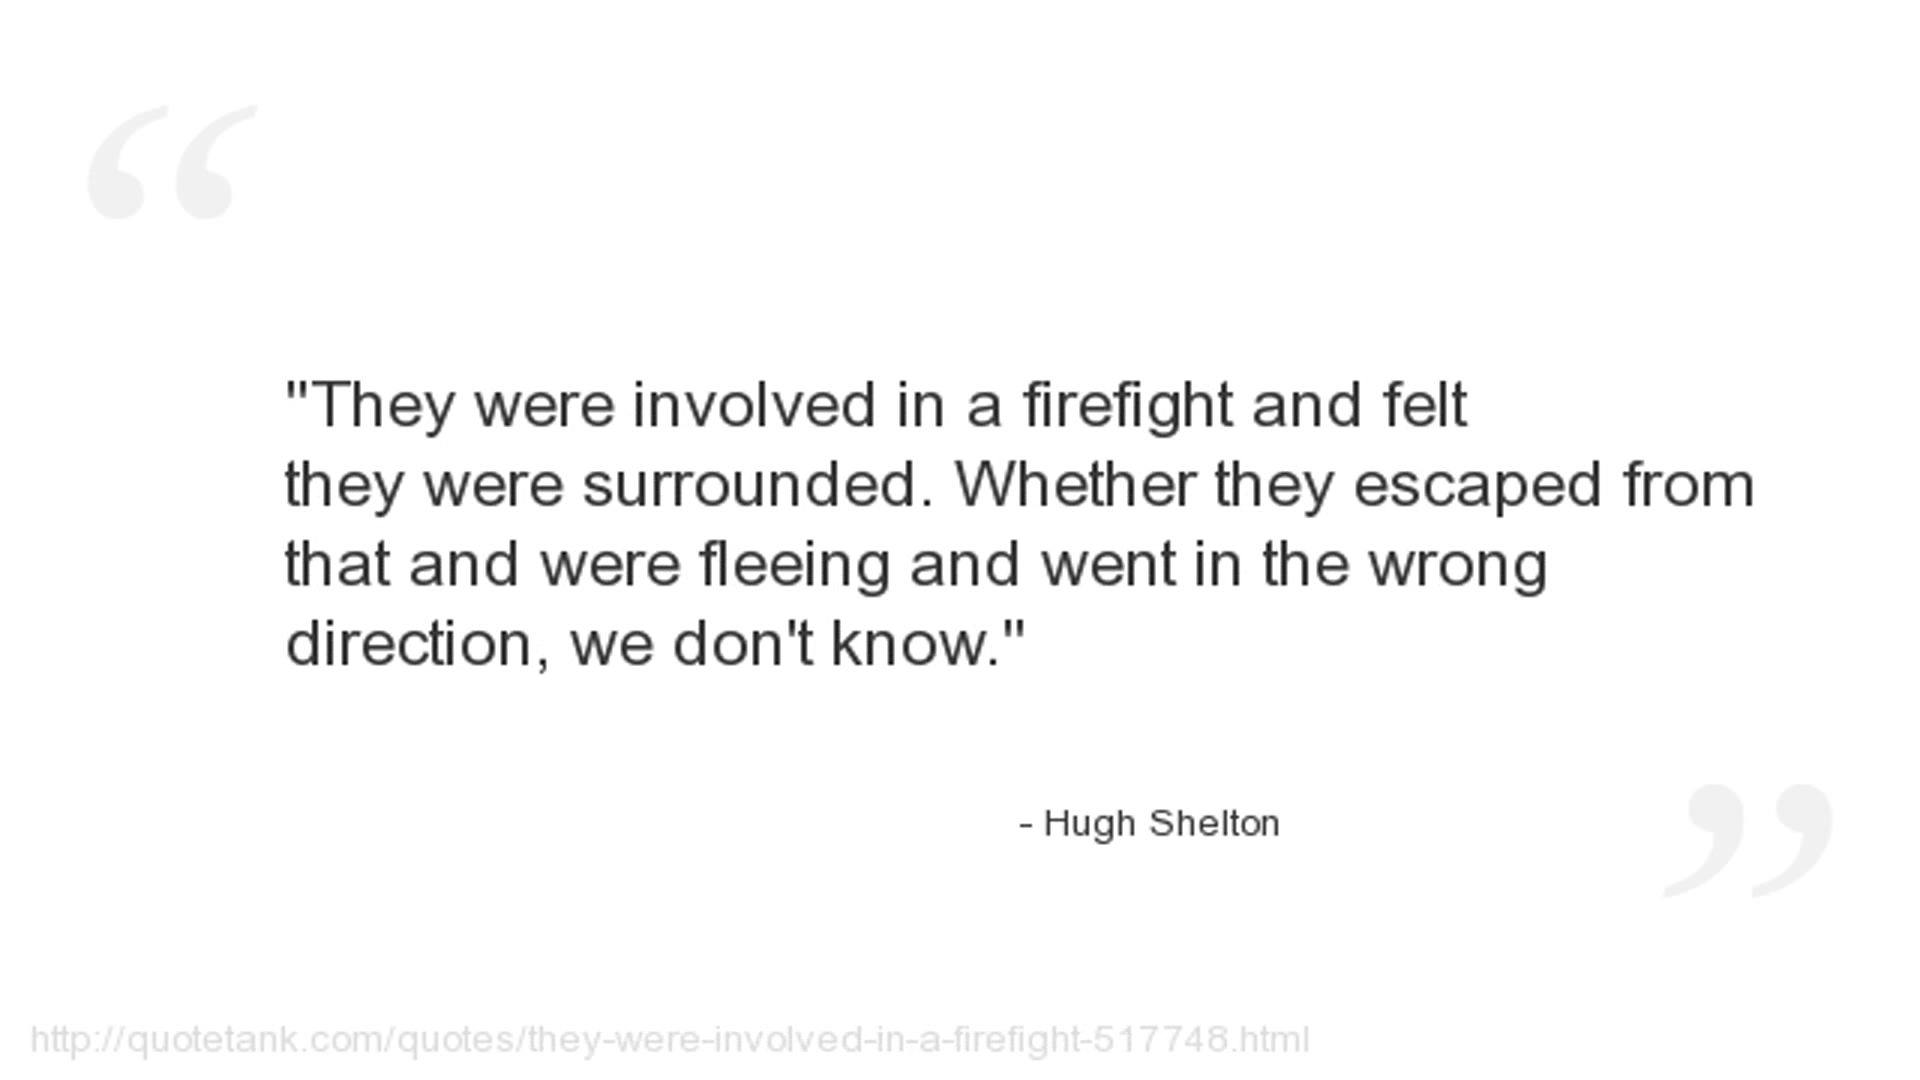 "They were involved in a firefight and felt
they were surrounded. Whether they escaped from
that and were fleeing and went in the wrong
direction, we don't know."
- Hugh Shelton
http://quotetank.com/quotes/they-were-involved-in-a-firefight-517748.html